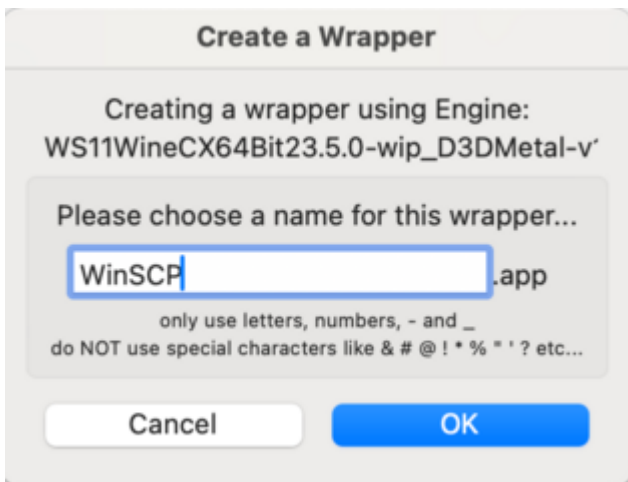 Create a Wrapper
Creating a wrapper using Engine:
WS11WineCX64Bit23.5.0-wip_D3DMetal-v
Please choose a name for this wrapper...
WinSCP .app
only use letters, numbers, - and _
do NOT use special characters like & # @ ! * % " ' ? etc...
Cancel OK